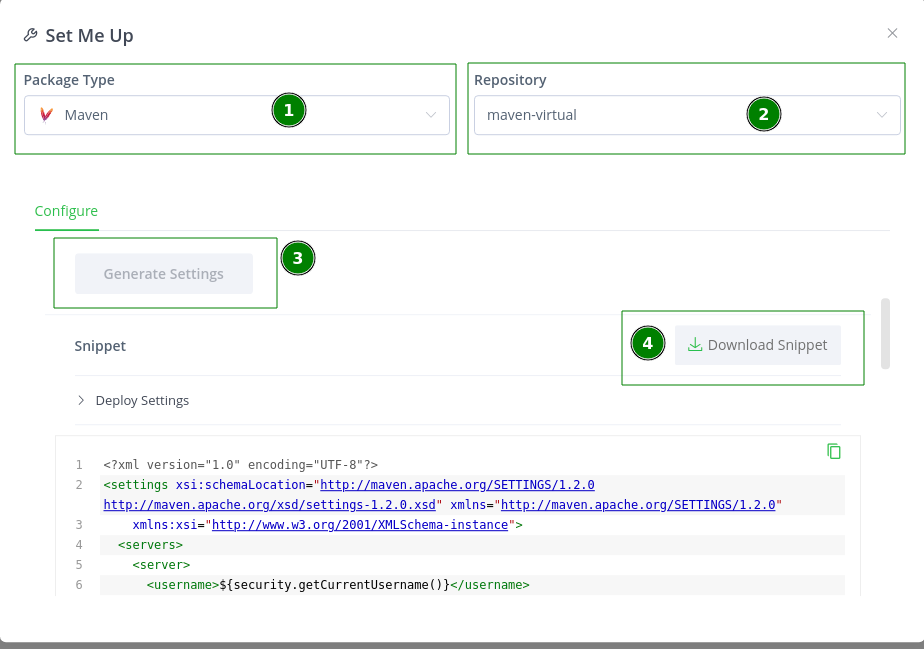 Set Me Up
Package Type
Repository
Maven
1
maven-virtual
2
Configure
Generate Settings
3
Snippet
4
Download Snippet
Deploy Settings
1 <?xml version="1.0" encoding="UTF-8"?>
2 <settings xsi:schemaLocation="http://maven.apache.org/SETTINGS/1.2.0
http://maven.apache.org/xsd/settings-1.2.0.xsd" xmlns="http://maven.apache.org/SETTINGS/1.2.0"
3 xmlns:xsi="http://www.w3.org/2001/XMLSchema-instance">
4 <servers>
5 <server>
6 <username>${security.getCurrentUsername()}</username>